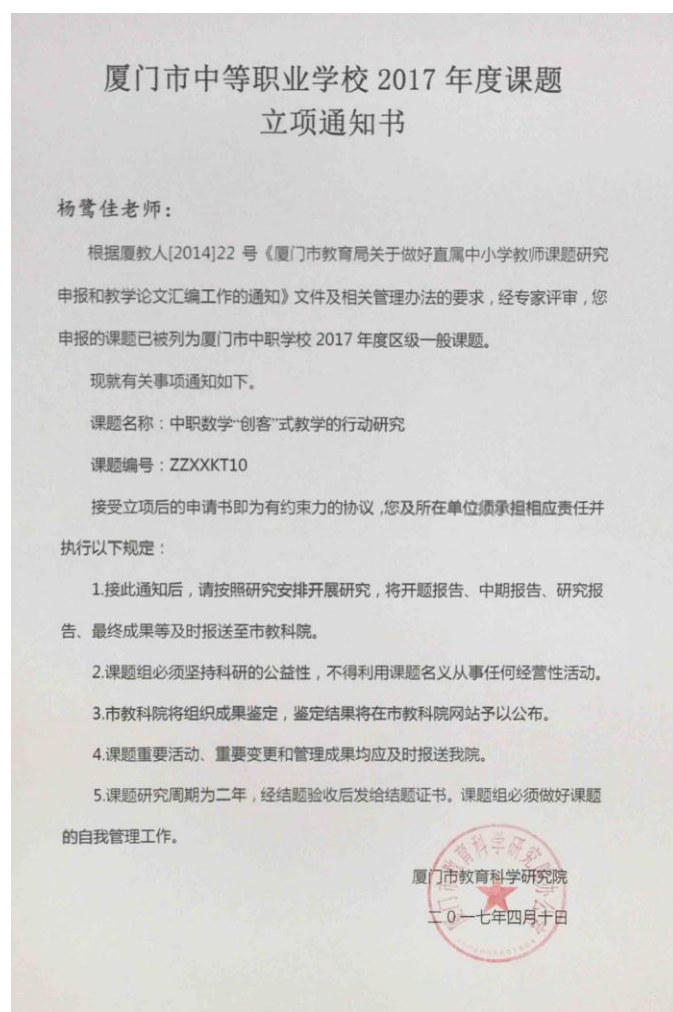 厦门市中等职业学校 2017 年度课题
立项通知书
杨鹭佳老师：
根据厦教人[2014]22 号《厦门市教育局关于做好直属中小学教师课题研究
申报和教学论文汇编工作的通知》文件及相关管理办法的要求，经专家评审，您
申报的课题已被列为厦门市中职学校 2017 年度区级一般课题。
现就有关事项通知如下。
课题名称：中职数学“创客”式教学的行动研究
课题编号：ZZXXKT10
接受立项后的申请书即为有约束力的协议，您及所在单位须承担相应责任并
执行以下规定：
1.接此通知后，请按照研究安排开展研究，将开题报告、中期报告、研究报
告、最终成果等及时报送至市教科院。
2.课题组必须坚持科研的公益性，不得利用课题名义从事任何经营性活动。
3.市教科院将组织成果鉴定，鉴定结果将在市教科院网站予以公布。
4.课题重要活动、重要变更和管理成果均应及时报送我院。
5.课题研究周期为二年，经结题验收后发给结题证书。课题组必须做好课题
的自我管理工作。
厦门市教育科学研究院
二0一七年四月十日
厦门市教育科学研究院办公室